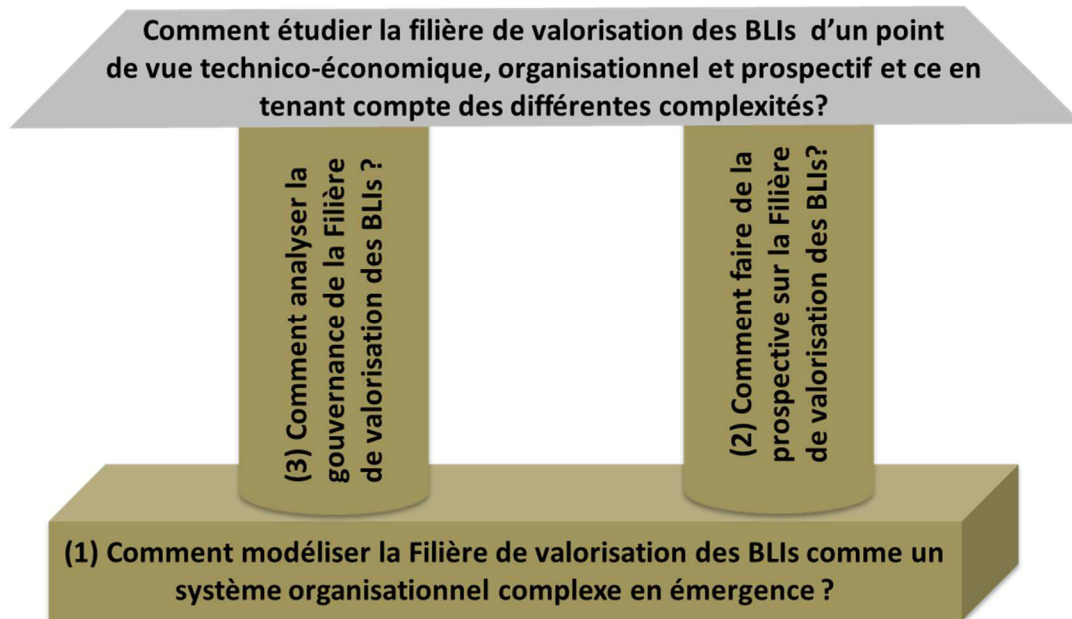 Comment étudier la filière de valorisation des BLIs d’un point
de vue technico-économique, organisationnel et prospectif et ce en
tenant compte des différentes complexités?
(3) Comment analyser la
gouvernance de la Filière
de valorisation des BLIs ?
(2) Comment faire de la
prospective sur la Filière
de valorisation des BLIs?
(1) Comment modéliser la Filière de valorisation des BLIs comme un
système organisationnel complexe en émergence ?